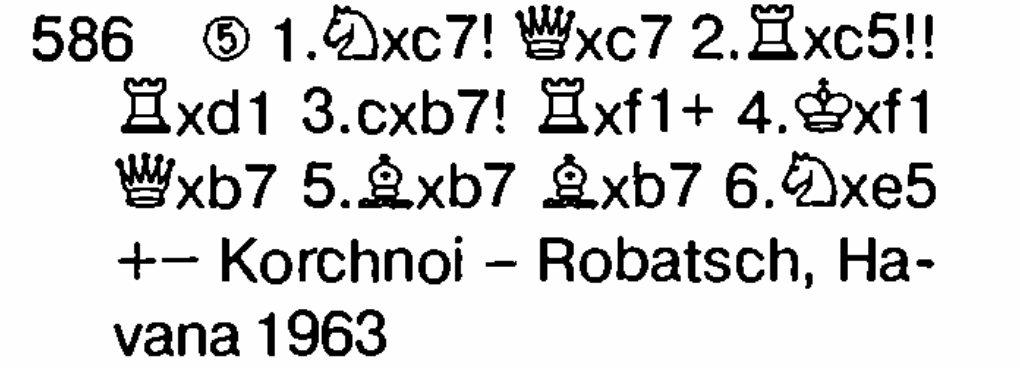 586 ⑤ 1.♘xc7! ♕xc7 2.♖xc5!!
♖xd1 3.cxb7! ♖xf1+ 4.♔xf1
♕xb7 5.♗xb7 ♗xb7 6.♘xe5
+− Korchnoi – Robatsch, Ha-
vana 1963